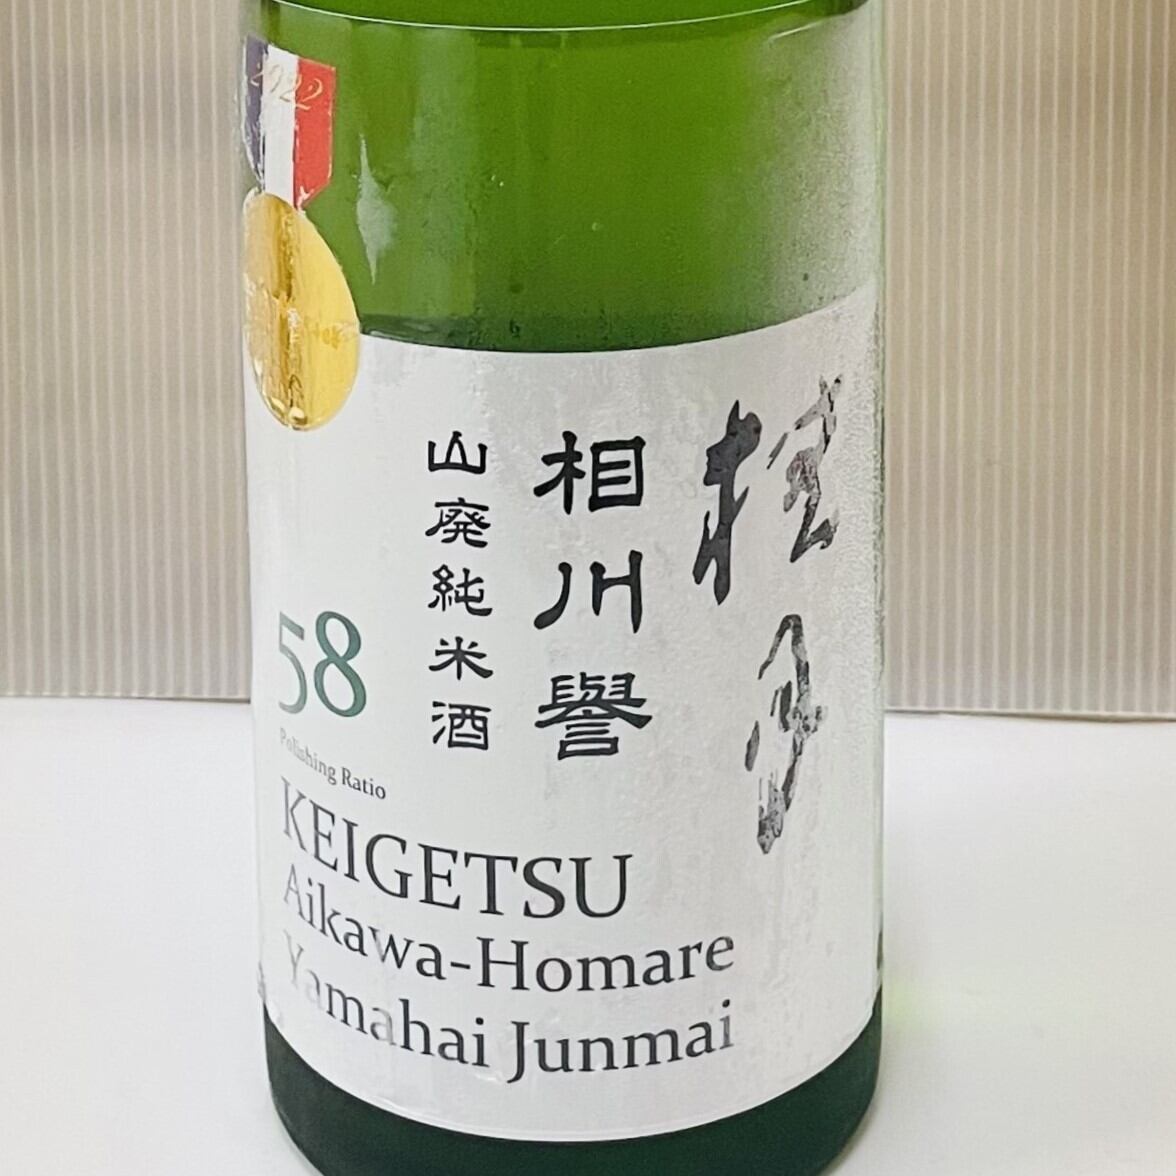 2022
桂月
相川譽
山廃純米酒
58
Polishing Ratio
KEIGETSU
Aikawa-Homare
Yamahai Junmai